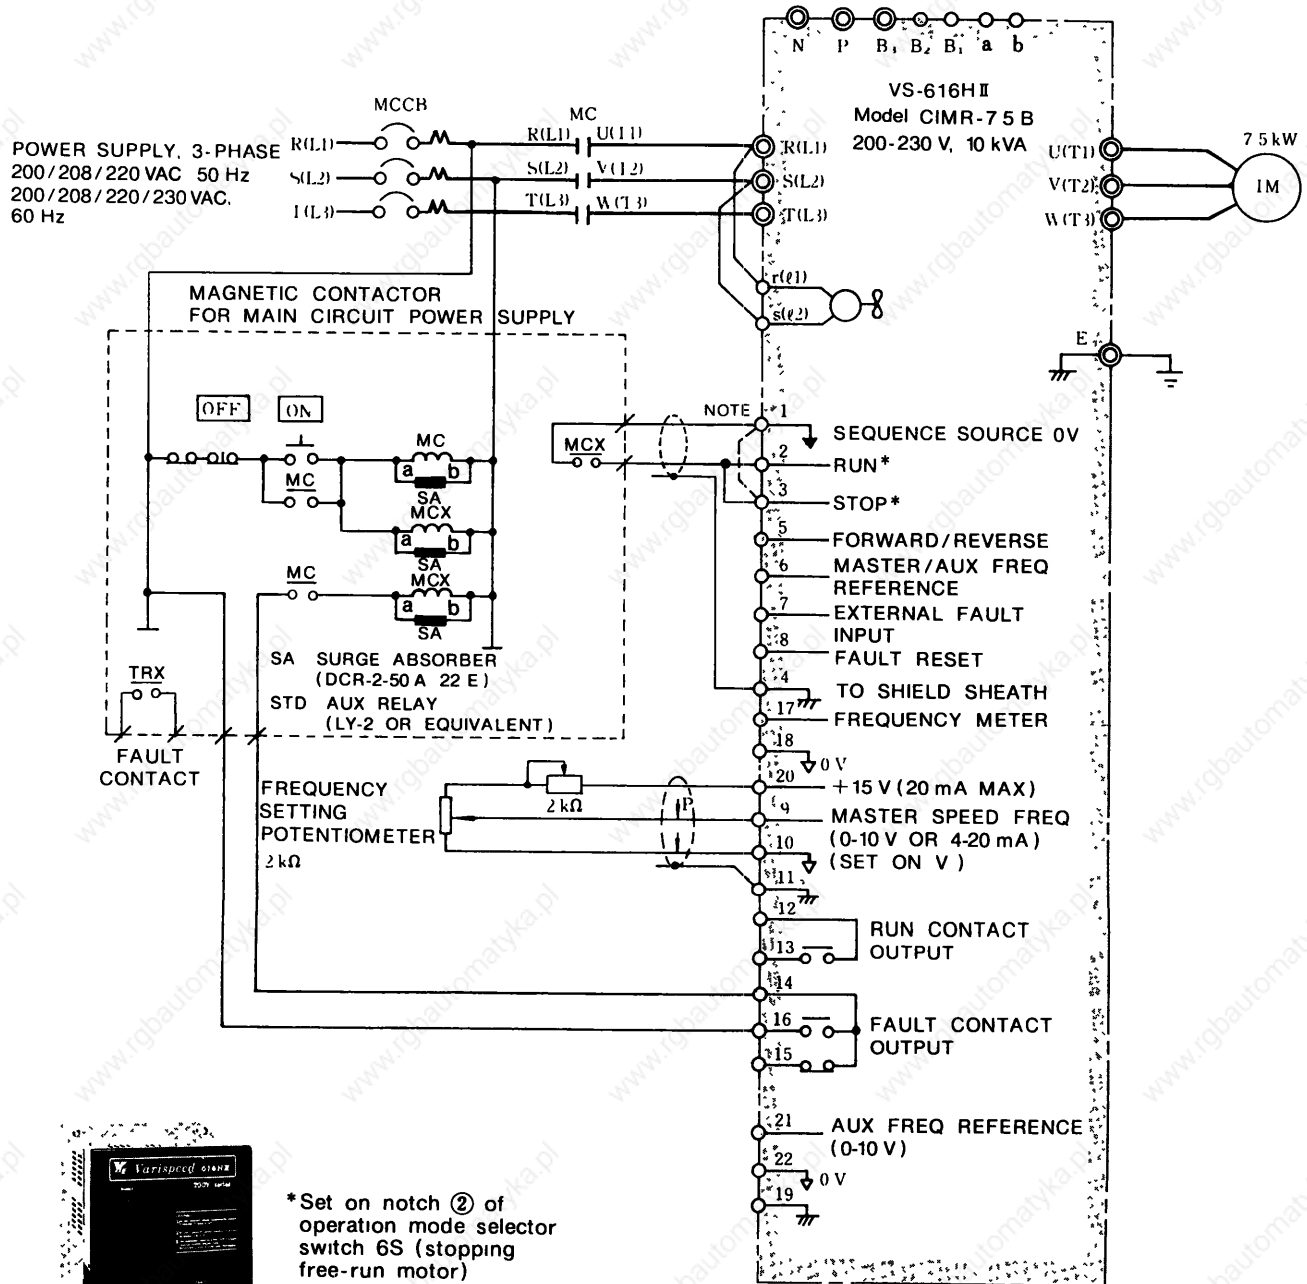 N P B₃ B₂ B₁ a b
VS-616HⅡ
Model CIMR-75B
200-230 V, 10 kVA
MCCB
MC
POWER SUPPLY, 3-PHASE
200/208/220 VAC 50 Hz
200/208/220/230 VAC,
60 Hz
R(L1) R(L1) U(T1) R(L1)
S(L2) S(L2) V(T2) S(L2)
T(L3) T(L3) W(T3) T(L3)
U(T1)
V(T2)
W(T3)
7 5 kW
IM
r(ℓ1)
s(ℓ2)
E
MAGNETIC CONTACTOR
FOR MAIN CIRCUIT POWER SUPPLY
OFF ON
MC
a b
SA
MC
MCX
a b
SA
MC
MCX
a b
SA
MCX
NOTE
SA SURGE ABSORBER
(DCR-2-50 A 22 E)
STD AUX RELAY
(LY-2 OR EQUIVALENT)
TRX
FAULT
CONTACT
1 SEQUENCE SOURCE 0V
2 RUN*
3 STOP*
5 FORWARD/REVERSE
6 MASTER/AUX FREQ
REFERENCE
7 EXTERNAL FAULT
INPUT
8 FAULT RESET
4 TO SHIELD SHEATH
17 FREQUENCY METER
18 0 V
20 +15 V (20 mA MAX)
9 MASTER SPEED FREQ
(0-10 V OR 4-20 mA)
10 (SET ON V )
11
FREQUENCY
SETTING
POTENTIOMETER
2 kΩ
2 kΩ
P
12
RUN CONTACT
OUTPUT
13
14
16 FAULT CONTACT
OUTPUT
15
21 AUX FREQ REFERENCE
(0-10 V)
22 0 V
19
Varispeed 616HⅡ
*Set on notch ② of
operation mode selector
switch 6S (stopping
free-run motor)
www.rgbautomatyka.pl